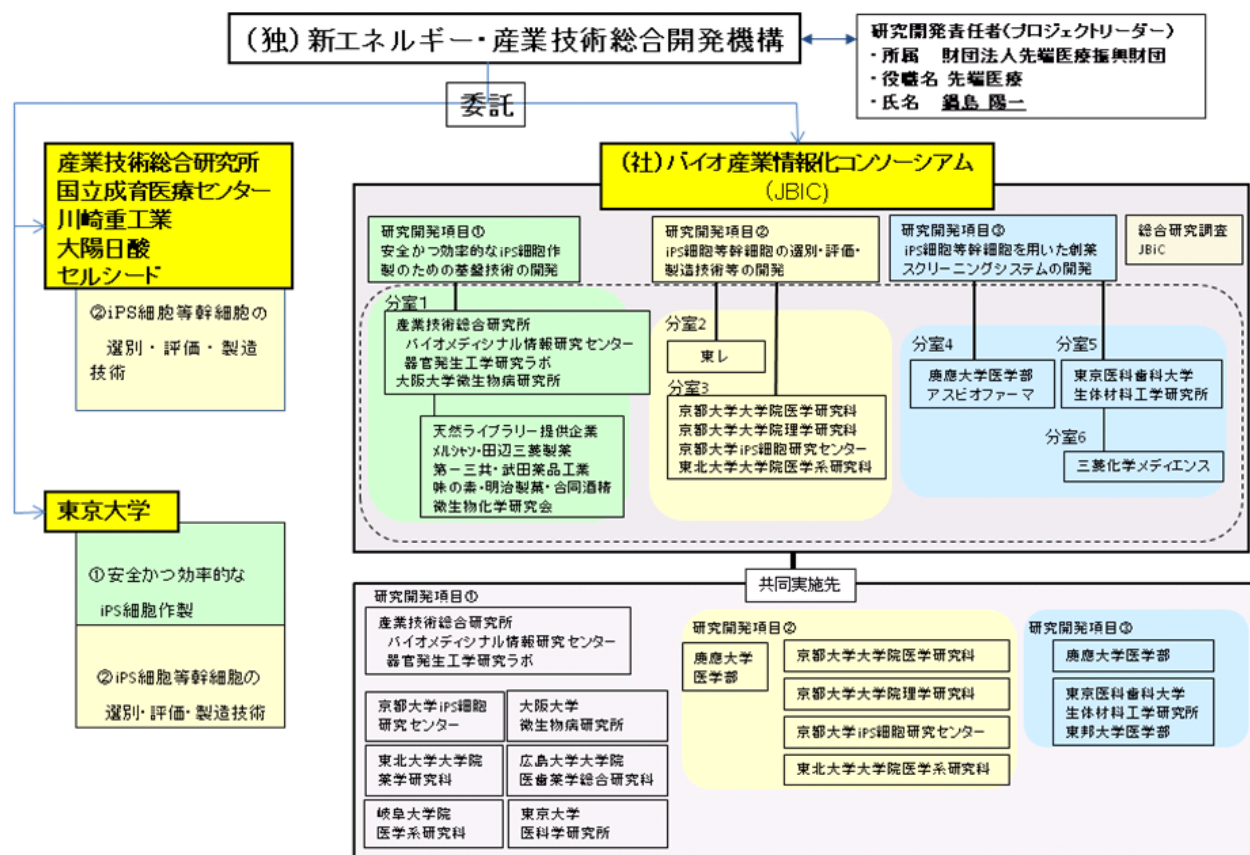 (独)新エネルギー・産業技術総合開発機構
研究開発責任者(プロジェクトリーダー)
・所属　財団法人先端医療振興財団
・役職名 先端医療
・氏名　鍋島 陽一
委託
産業技術総合研究所
国立成育医療センター
川崎重工業
大陽日酸
セルシード
②iPS細胞等幹細胞の
選別・評価・製造
技術
東京大学
①安全かつ効率的な
iPS細胞作製
②iPS細胞等幹細胞の
選別・評価・製造技術
(社)バイオ産業情報化コンソーシアム
(JBIC)
研究開発項目①
安全かつ効率的なiPS細胞作
製のための基盤技術の開発
研究開発項目②
iPS細胞等幹細胞の選別・評価・
製造技術等の開発
研究開発項目③
iPS細胞等幹細胞を用いた創薬
スクリーニングシステムの開発
総合研究調査
JBiC
分室1
産業技術総合研究所
バイオメディシナル情報研究センター
器官発生工学研究ラボ
大阪大学微生物病研究所
天然ライブラリー提供企業
メルシャン・田辺三菱製薬
第一三共・武田薬品工業
味の素・明治製菓・合同酒精
微生物化学研究会
分室2
東レ
分室3
京都大学大学院医学研究科
京都大学大学院理学研究科
京都大学iPS細胞研究センター
東北大学大学院医学系研究科
分室4
慶應大学医学部
アスビオファーマ
分室5
東京医科歯科大学
生体材料工学研究所
分室6
三菱化学メディエンス
共同実施先
研究開発項目①
産業技術総合研究所
バイオメディシナル情報研究センター
器官発生工学研究ラボ
京都大学iPS細胞
研究センター
大阪大学
微生物病研究所
東北大学大学院
薬学研究科
広島大学大学院
医歯薬学総合研究科
岐阜大学院
医学系研究科
東京大学
医科学研究所
研究開発項目②
慶應大学
医学部
京都大学大学院医学研究科
京都大学大学院理学研究科
京都大学iPS細胞研究センター
東北大学大学院医学系研究科
研究開発項目③
慶應大学医学部
東京医科歯科大学
生体材料工学研究所
東邦大学医学部